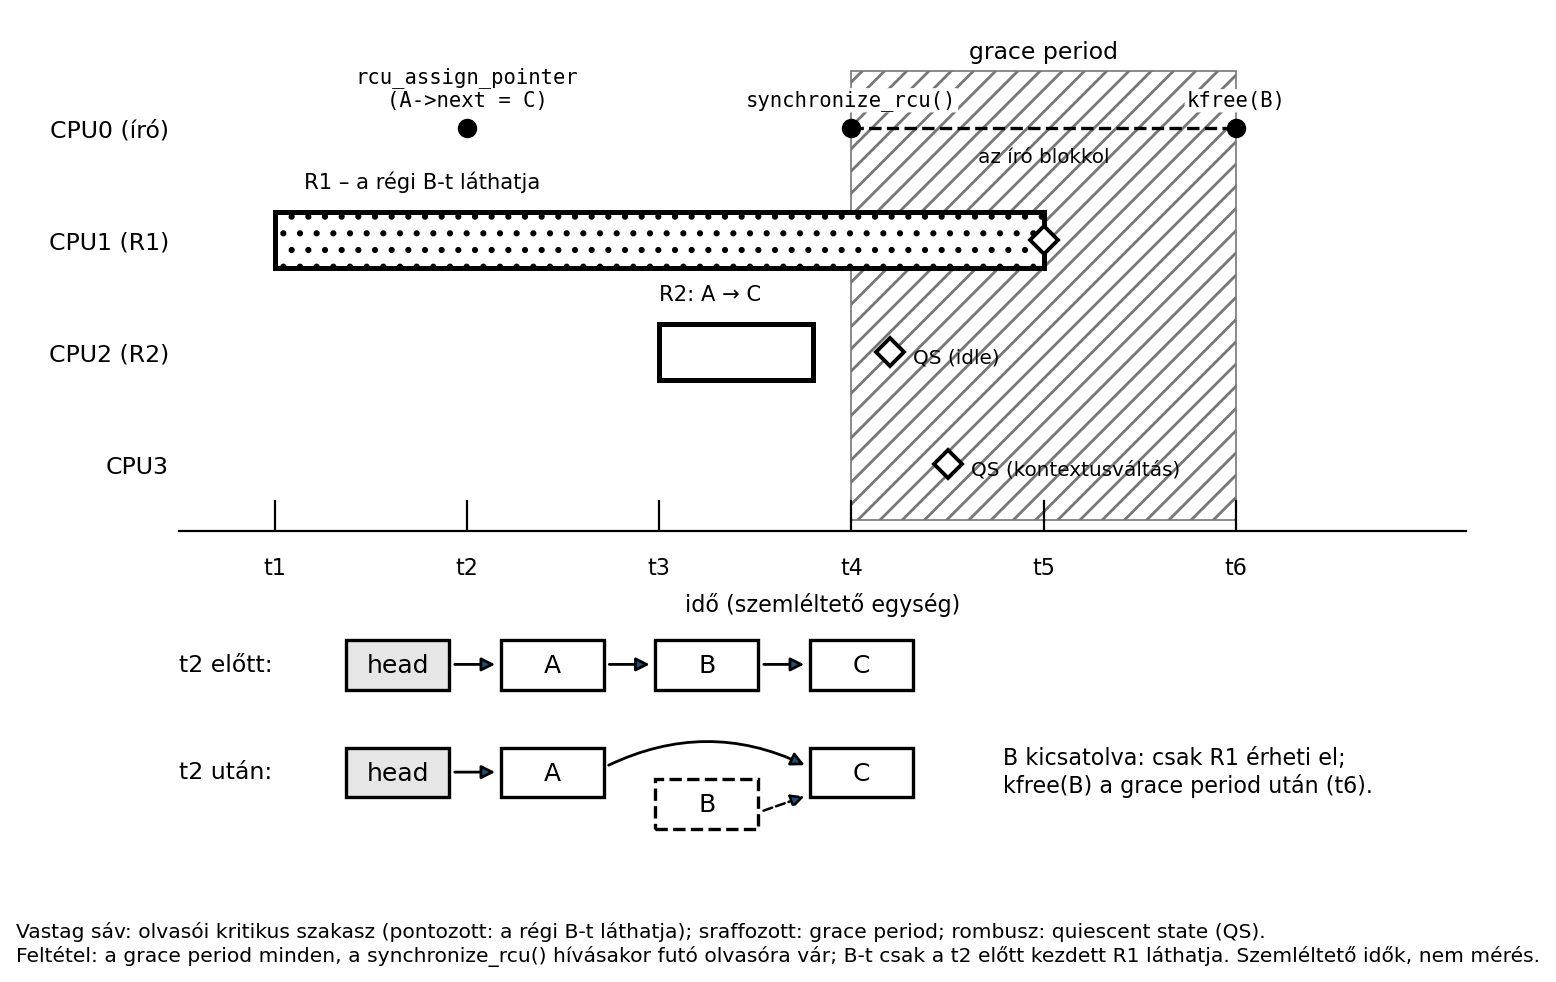 grace period
rcu_assign_pointer
(A->next = C)
synchronize_rcu()
kfree(B)
CPU0 (író)
az író blokkol
R1 – a régi B-t láthatja
CPU1 (R1)
R2: A → C
CPU2 (R2)
QS (idle)
CPU3
QS (kontextusváltás)
t1
t2
t3
t4
t5
t6
idő (szemléltető egység)
t2 előtt:
head
A
B
C
t2 után:
head
A
B
C
B kicsatolva: csak R1 érheti el;
kfree(B) a grace period után (t6).
Vastag sáv: olvasói kritikus szakasz (pontozott: a régi B-t láthatja); sraffozott: grace period; rombusz: quiescent state (QS).
Feltétel: a grace period minden, a synchronize_rcu() hívásakor futó olvasóra vár; B-t csak a t2 előtt kezdett R1 láthatja. Szemléltető idők, nem mérés.